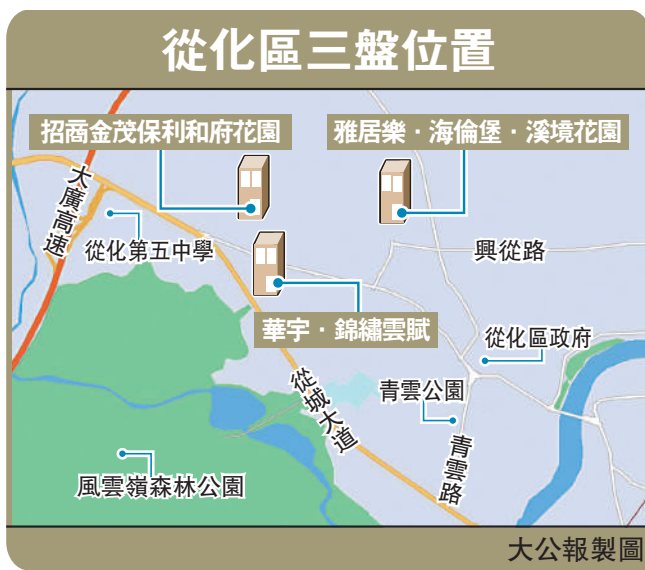 從化區三盤位置
招商金茂保利和府花園
雅居樂·海倫堡·溪境花園
大廣高速
從化第五中學
興從路
華宇·錦繡雲賦
從化區政府
從城大道
青雲公園
青雲路
風雲嶺森林公園
大公報製圖